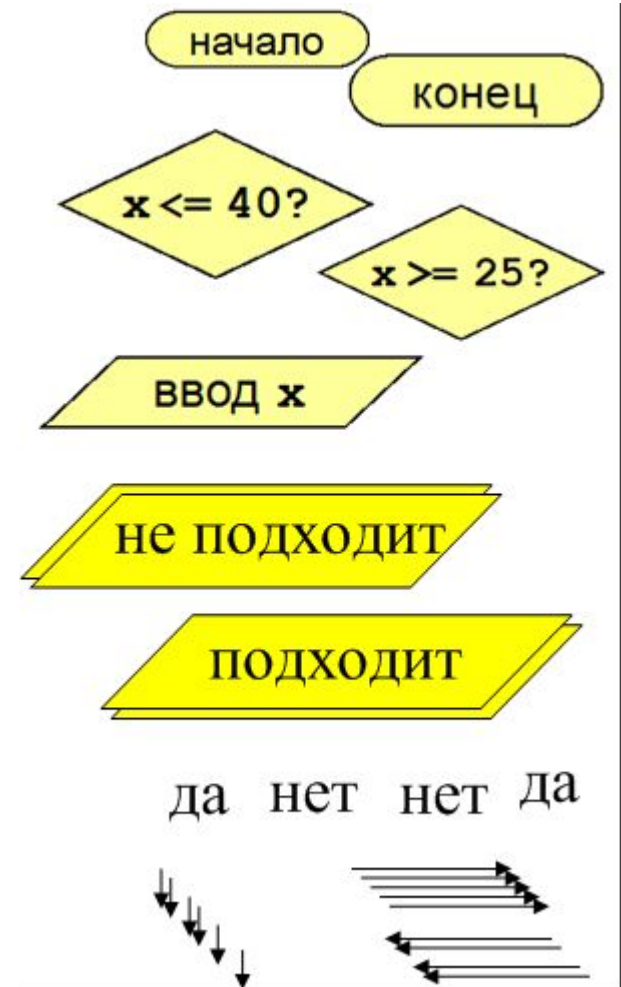 начало
конец
x <= 40?
x >= 25?
ввод x
не подходит
подходит
да нет нет да